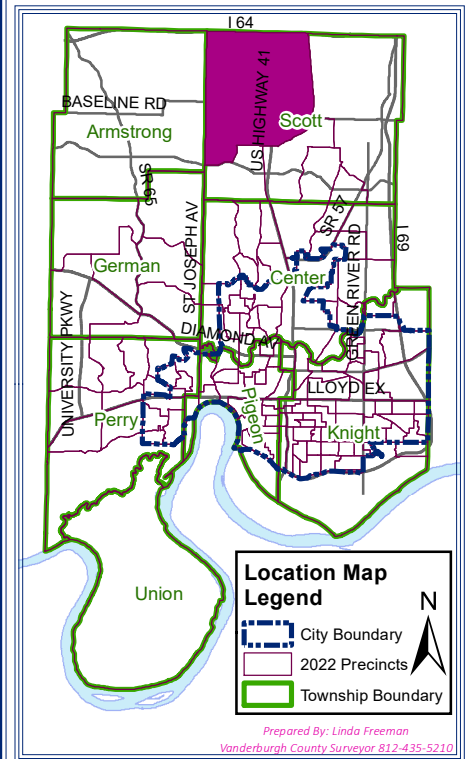 I 64
US HIGHWAY 41
BASELINE RD
Scott
Armstrong
SR 65
ST JOSEPH AV
SR 57
GREEN RIVER RD
I 69
German
Center
UNIVERSITY PKWY
DIAMOND AV
LLOYD EX
Perry
Pigeon
Knight
Union
Location Map
Legend
N
City Boundary
2022 Precincts
Township Boundary
Prepared By: Linda Freeman
Vanderburgh County Surveyor 812-435-5210